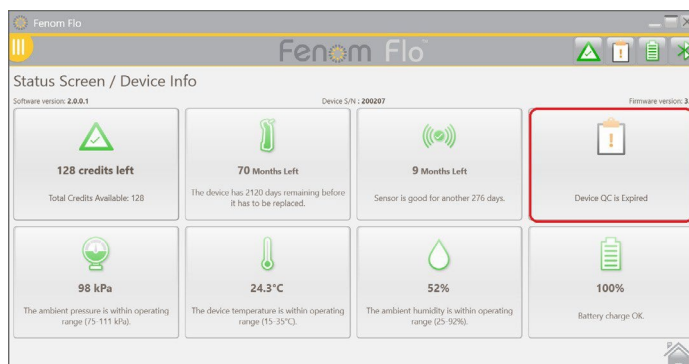 Fenom Flo
Fenom Flo™
Status Screen / Device Info
Software version: 2.0.0.1
Device S/N : 200207
Firmware version: 3.
128 credits left
Total Credits Available: 128
70 Months Left
The device has 2120 days remaining before
it has to be replaced.
9 Months Left
Sensor is good for another 276 days.
Device QC is Expired
98 kPa
The ambient pressure is within operating
range (75-111 kPa).
24.3°C
The device temperature is within operating
range (15-35°C).
52%
The ambient humidity is within operating
range (25-92%).
100%
Battery charge OK.